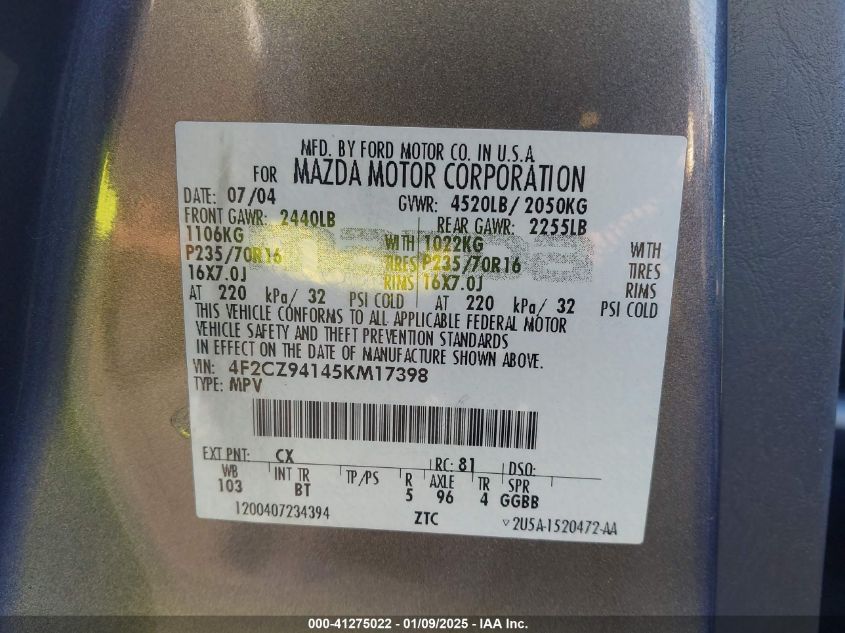 MFD. BY FORD MOTOR CO. IN U.S.A
FOR MAZDA MOTOR CORPORATION
DATE: 07/04 GVWR: 4520LB/ 2050KG
FRONT GAWR: 2440LB REAR GAWR: 2255LB
1106KG WITH 1022KG WITH
P235/70R16 TIRES P235/70R16 TIRES
16X7.0J RIMS 16X7.0J RIMS
AT 220 kPa/ 32 PSI COLD AT 220 kPa/ 32 PSI COLD
THIS VEHICLE CONFORMS TO ALL APPLICABLE FEDERAL MOTOR
VEHICLE SAFETY AND THEFT PREVENTION STANDARDS
IN EFFECT ON THE DATE OF MANUFACTURE SHOWN ABOVE.
VIN: 4F2CZ94145KM17398
TYPE: MPV
EXT PNT: CX RC: 81 DSO:
WB INT TR TP/PS R AXLE TR SPR
103 BT 5 96 4 GGBB
1200407234394 ZTC 2U5A-1520472-AA
000-41275022 - 01/09/2025 - IAA Inc.